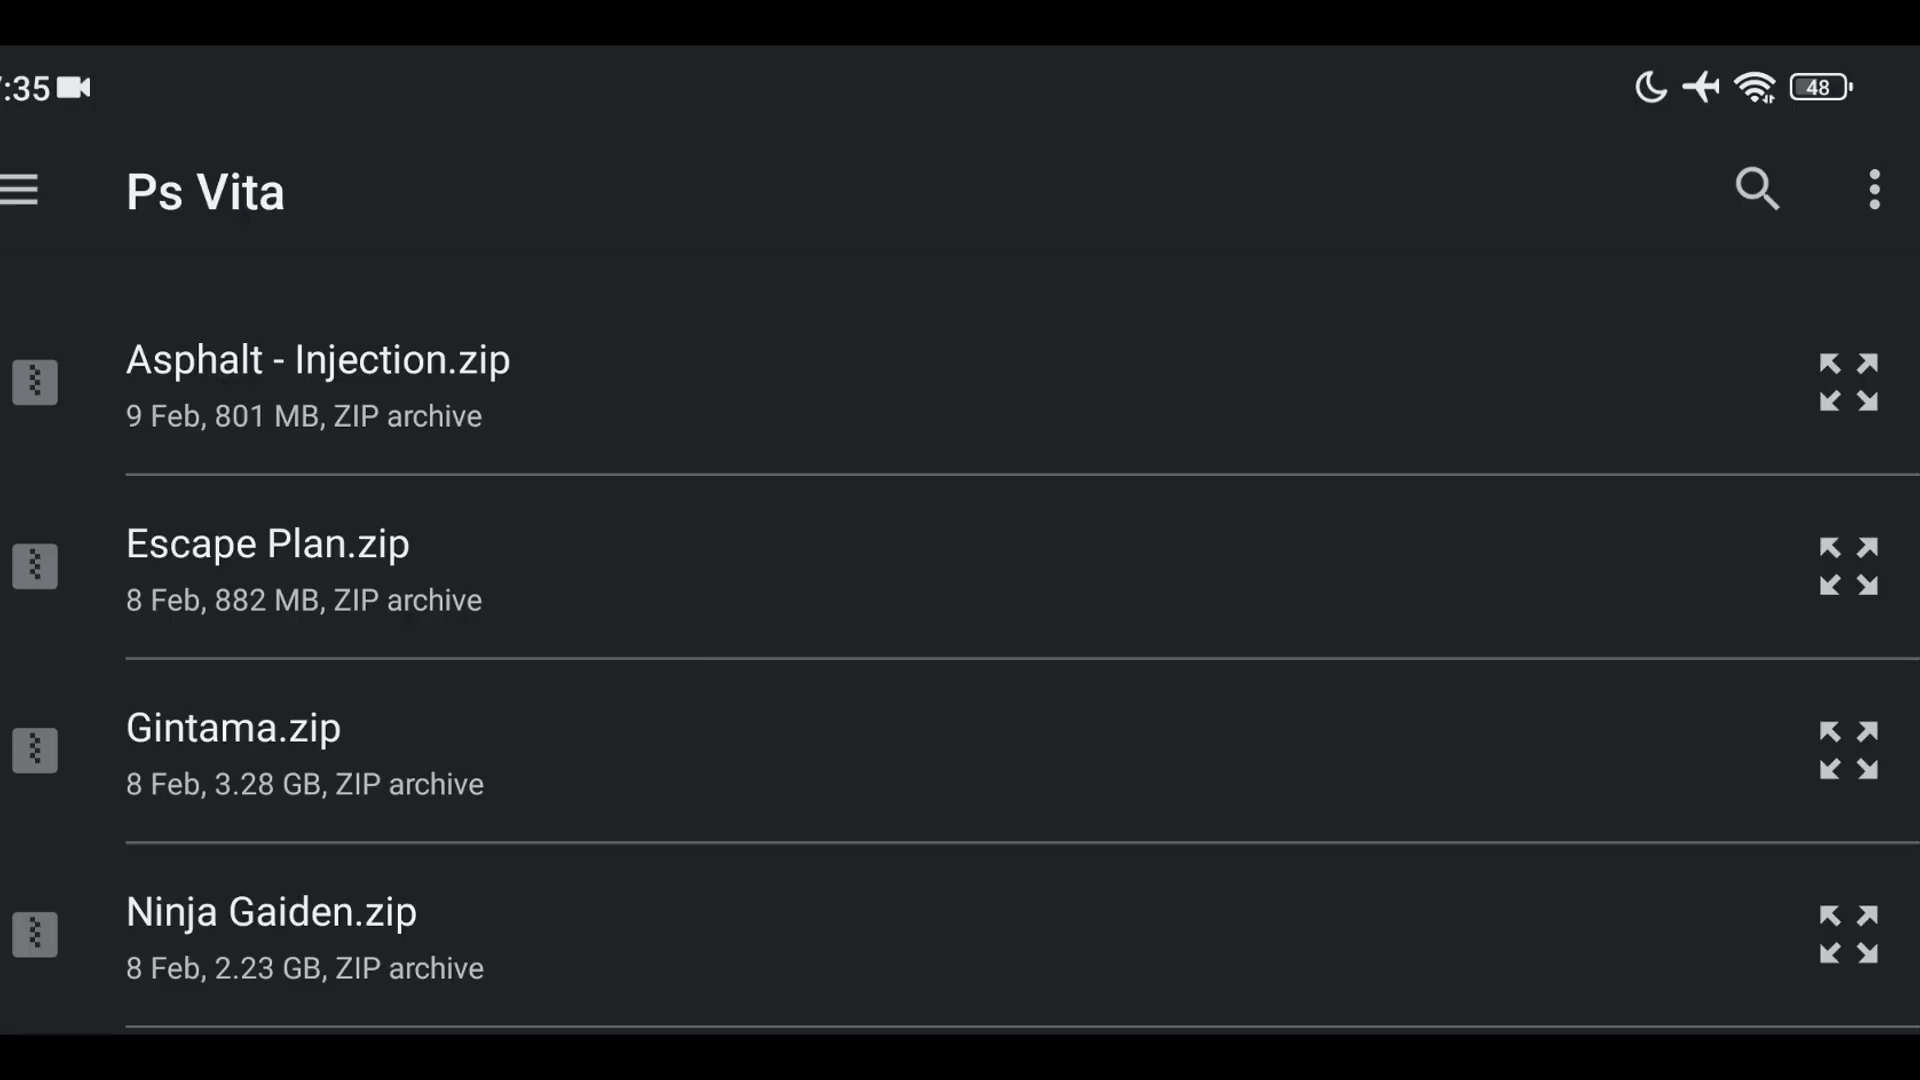 :35
48
Ps Vita
Asphalt - Injection.zip
9 Feb, 801 MB, ZIP archive
Escape Plan.zip
8 Feb, 882 MB, ZIP archive
Gintama.zip
8 Feb, 3.28 GB, ZIP archive
Ninja Gaiden.zip
8 Feb, 2.23 GB, ZIP archive